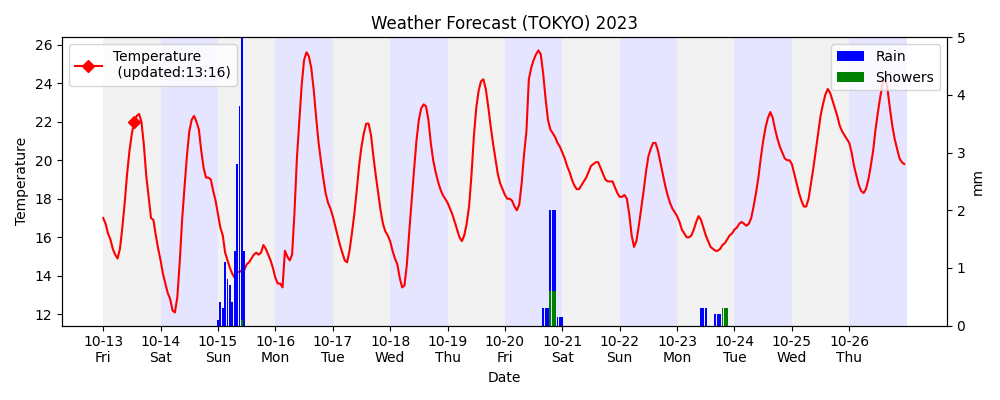 Weather Forecast (TOKYO) 2023
Temperature
(updated:13:16)
Rain
Showers
26
24
22
20
18
16
14
12
Temperature
5
4
3
2
1
0
mm
10-13 10-14 10-15 10-16 10-17 10-18 10-19 10-20 10-21 10-22 10-23 10-24 10-25 10-26
Fri Sat Sun Mon Tue Wed Thu Fri Sat Sun Mon Tue Wed Thu
Date